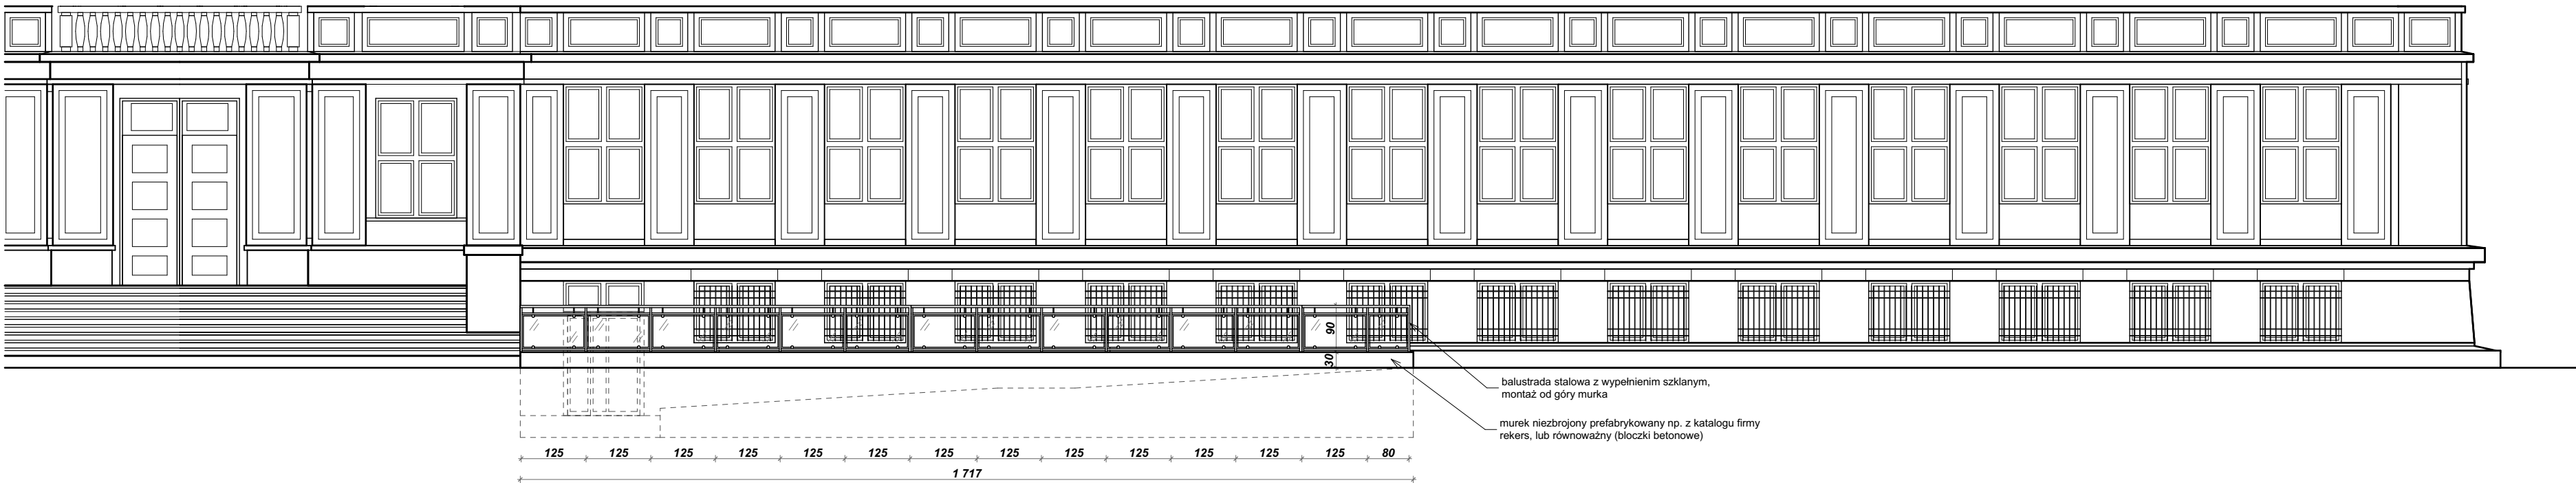 90
30
balustrada stalowa z wypełnienim szklanym,
montaż od góry murka
murek niezbrojony prefabrykowany np. z katalogu firmy
rekers, lub równoważny (bloczki betonowe)
125 125 125 125 125 125 125 125 125 125 125 125 125 80
1 717